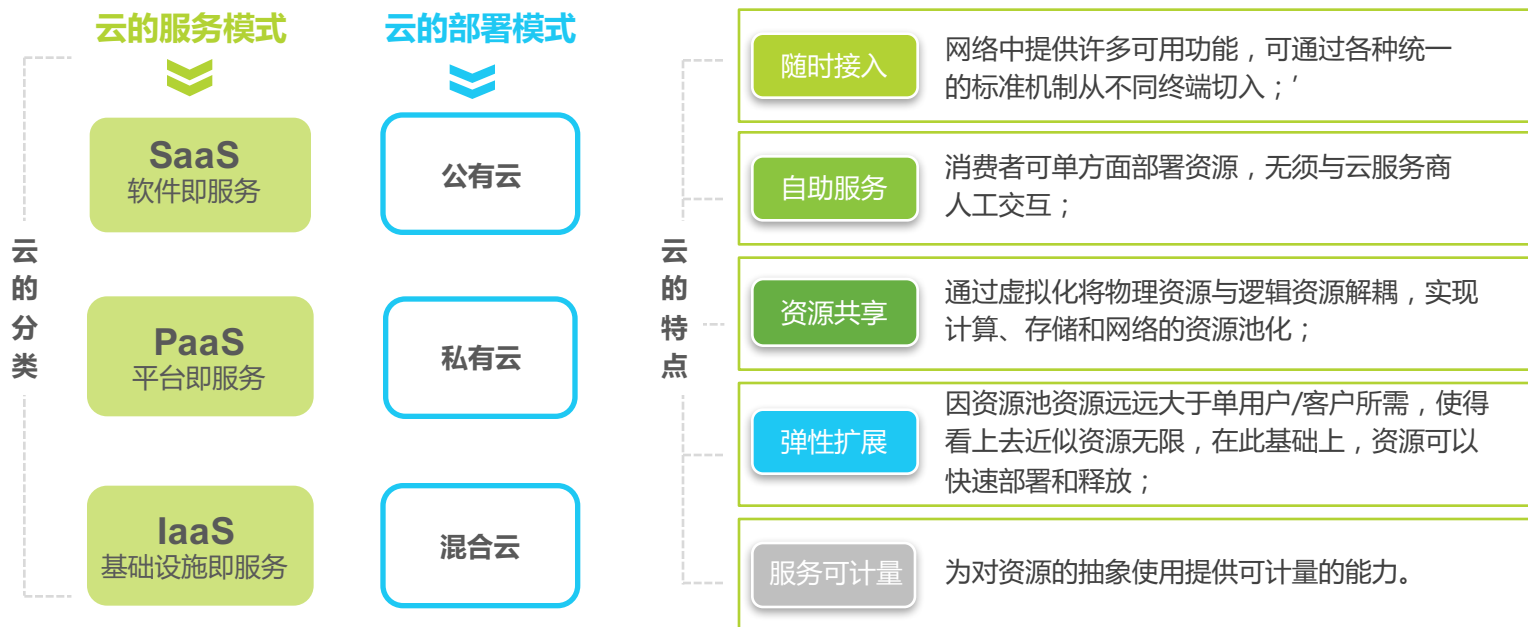 云的服务模式
云的部署模式
云的分类
SaaS
软件即服务
公有云
PaaS
平台即服务
私有云
IaaS
基础设施即服务
混合云
云的特点
随时接入
网络中提供许多可用功能，可通过各种统一
的标准机制从不同终端切入；'
自助服务
消费者可单方面部署资源，无须与云服务商
人工交互；
资源共享
通过虚拟化将物理资源与逻辑资源解耦，实现
计算、存储和网络的资源池化；
弹性扩展
因资源池资源远远大于单用户/客户所需，使得
看上去近似资源无限，在此基础上，资源可以
快速部署和释放；
服务可计量
为对资源的抽象使用提供可计量的能力。